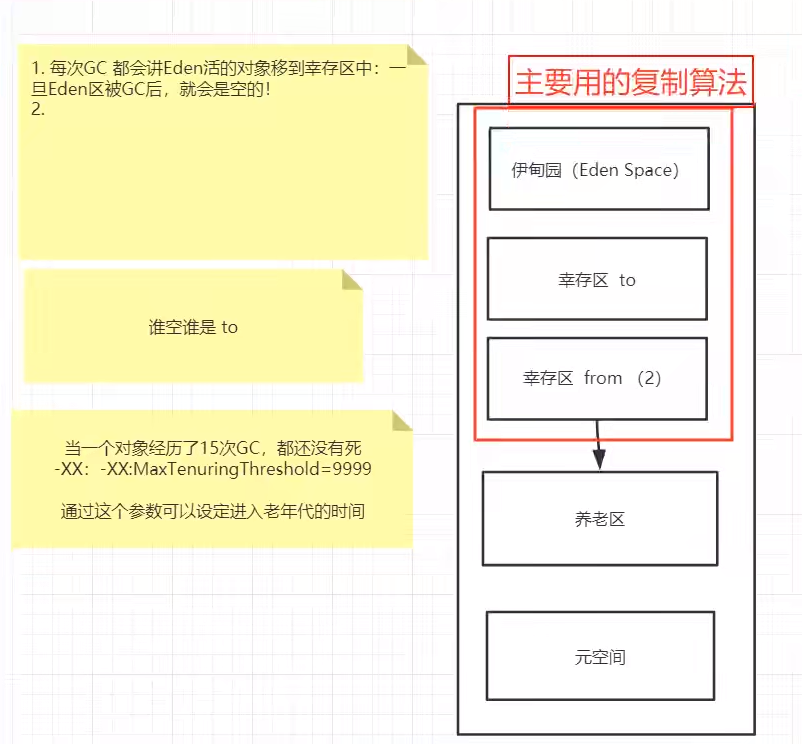 1. 每次GC 都会讲Eden活的对象移到幸存区中：一
旦Eden区被GC后，就会是空的！
2.
谁空谁是 to
当一个对象经历了15次GC，都还没有死
-XX：-XX:MaxTenuringThreshold=9999
通过这个参数可以设定进入老年代的时间
主要用的复制算法
伊甸园（Eden Space）
幸存区 to
幸存区 from （2）
养老区
元空间